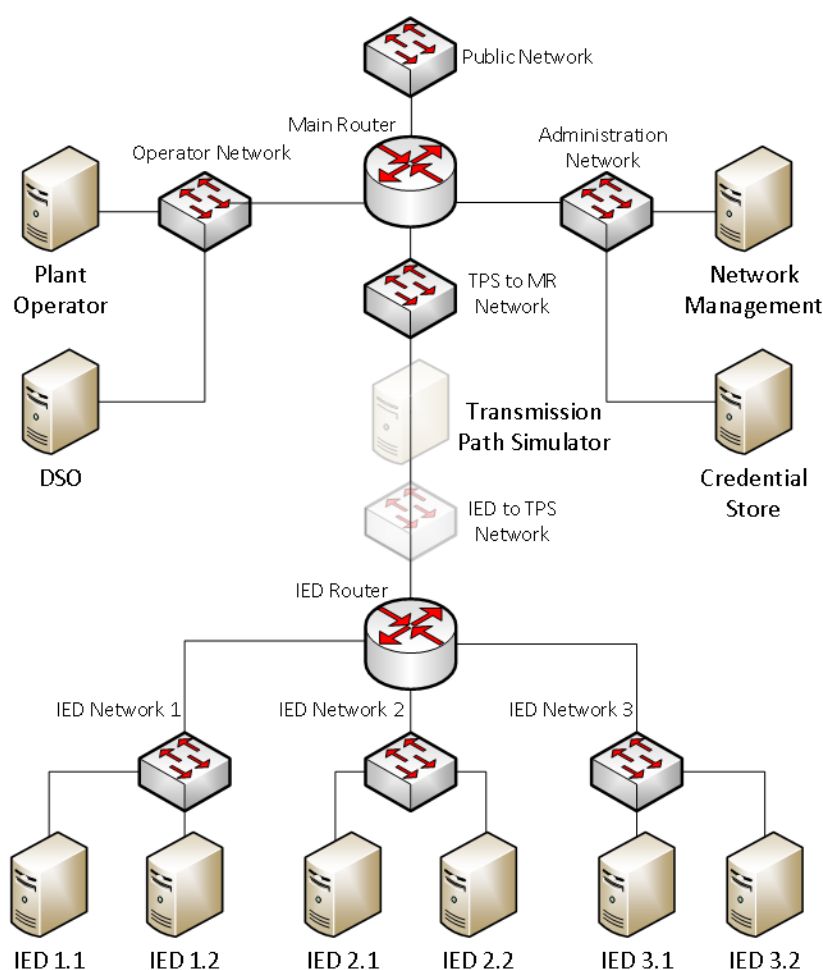 Public Network
Main Router
Administration
Network
Operator Network
Plant
Operator
Network
Management
TPS to MR
Network
DSO
Transmission
Path Simulator
Credential
Store
IED to TPS
Network
IED Router
IED Network 1
IED Network 2
IED Network 3
IED 1.1
IED 1.2
IED 2.1
IED 2.2
IED 3.1
IED 3.2